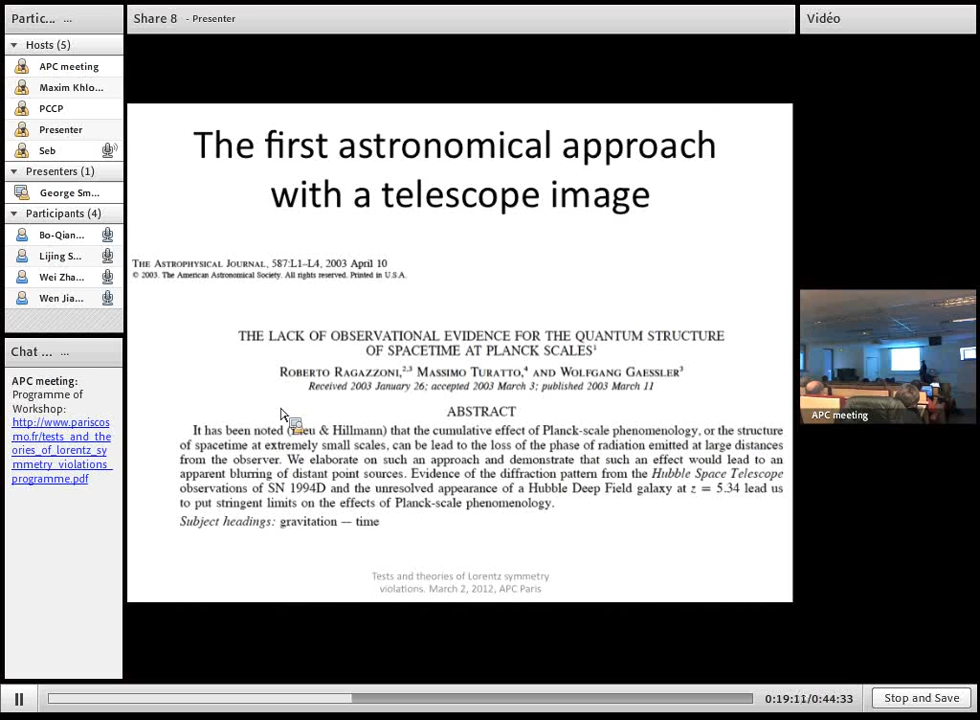 Partic... ...
Hosts (5)
APC meeting
Maxim Khlo...
PCCP
Presenter
Seb
Presenters (1)
George Sm...
Participants (4)
Bo-Qian...
Lijing S...
Wei Zha...
Wen Jia...
Chat ... ...
APC meeting:
Programme of
Workshop:
http://www.pariscos
mo.fr/tests_and_the
ories_of_lorentz_sy
mmetry_violations_
programme.pdf
Share 8 - Presenter
The first astronomical approach
with a telescope image
THE ASTROPHYSICAL JOURNAL, 587:L1–L4, 2003 April 10
© 2003. The American Astronomical Society. All rights reserved. Printed in U.S.A.
THE LACK OF OBSERVATIONAL EVIDENCE FOR THE QUANTUM STRUCTURE
OF SPACETIME AT PLANCK SCALES¹
ROBERTO RAGAZZONI,²,³ MASSIMO TURATTO,⁴ AND WOLFGANG GAESSLER³
Received 2003 January 26; accepted 2003 March 3; published 2003 March 11
ABSTRACT
It has been noted & Hillmann) that the cumulative effect of Planck-scale phenomenology, or the structure
of spacetime at extremely small scales, can be lead to the loss of the phase of radiation emitted at large distances
from the observer. We elaborate on such an approach and demonstrate that such an effect would lead to an
apparent blurring of distant point sources. Evidence of the diffraction pattern from the Hubble Space Telescope
observations of SN 1994D and the unresolved appearance of a Hubble Deep Field galaxy at z = 5.34 lead us
to put stringent limits on the effects of Planck-scale phenomenology.
Subject headings: gravitation — time
Tests and theories of Lorentz symmetry
violations. March 2, 2012, APC Paris
Vidéo
APC meeting
0:19:11/0:44:33
Stop and Save